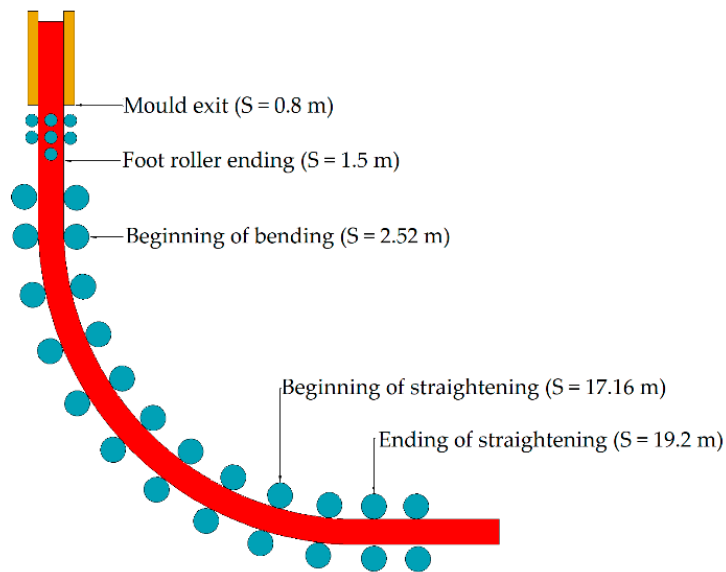 Mould exit (S = 0.8 m)
Foot roller ending (S = 1.5 m)
Beginning of bending (S = 2.52 m)
Beginning of straightening (S = 17.16 m)
Ending of straightening (S = 19.2 m)